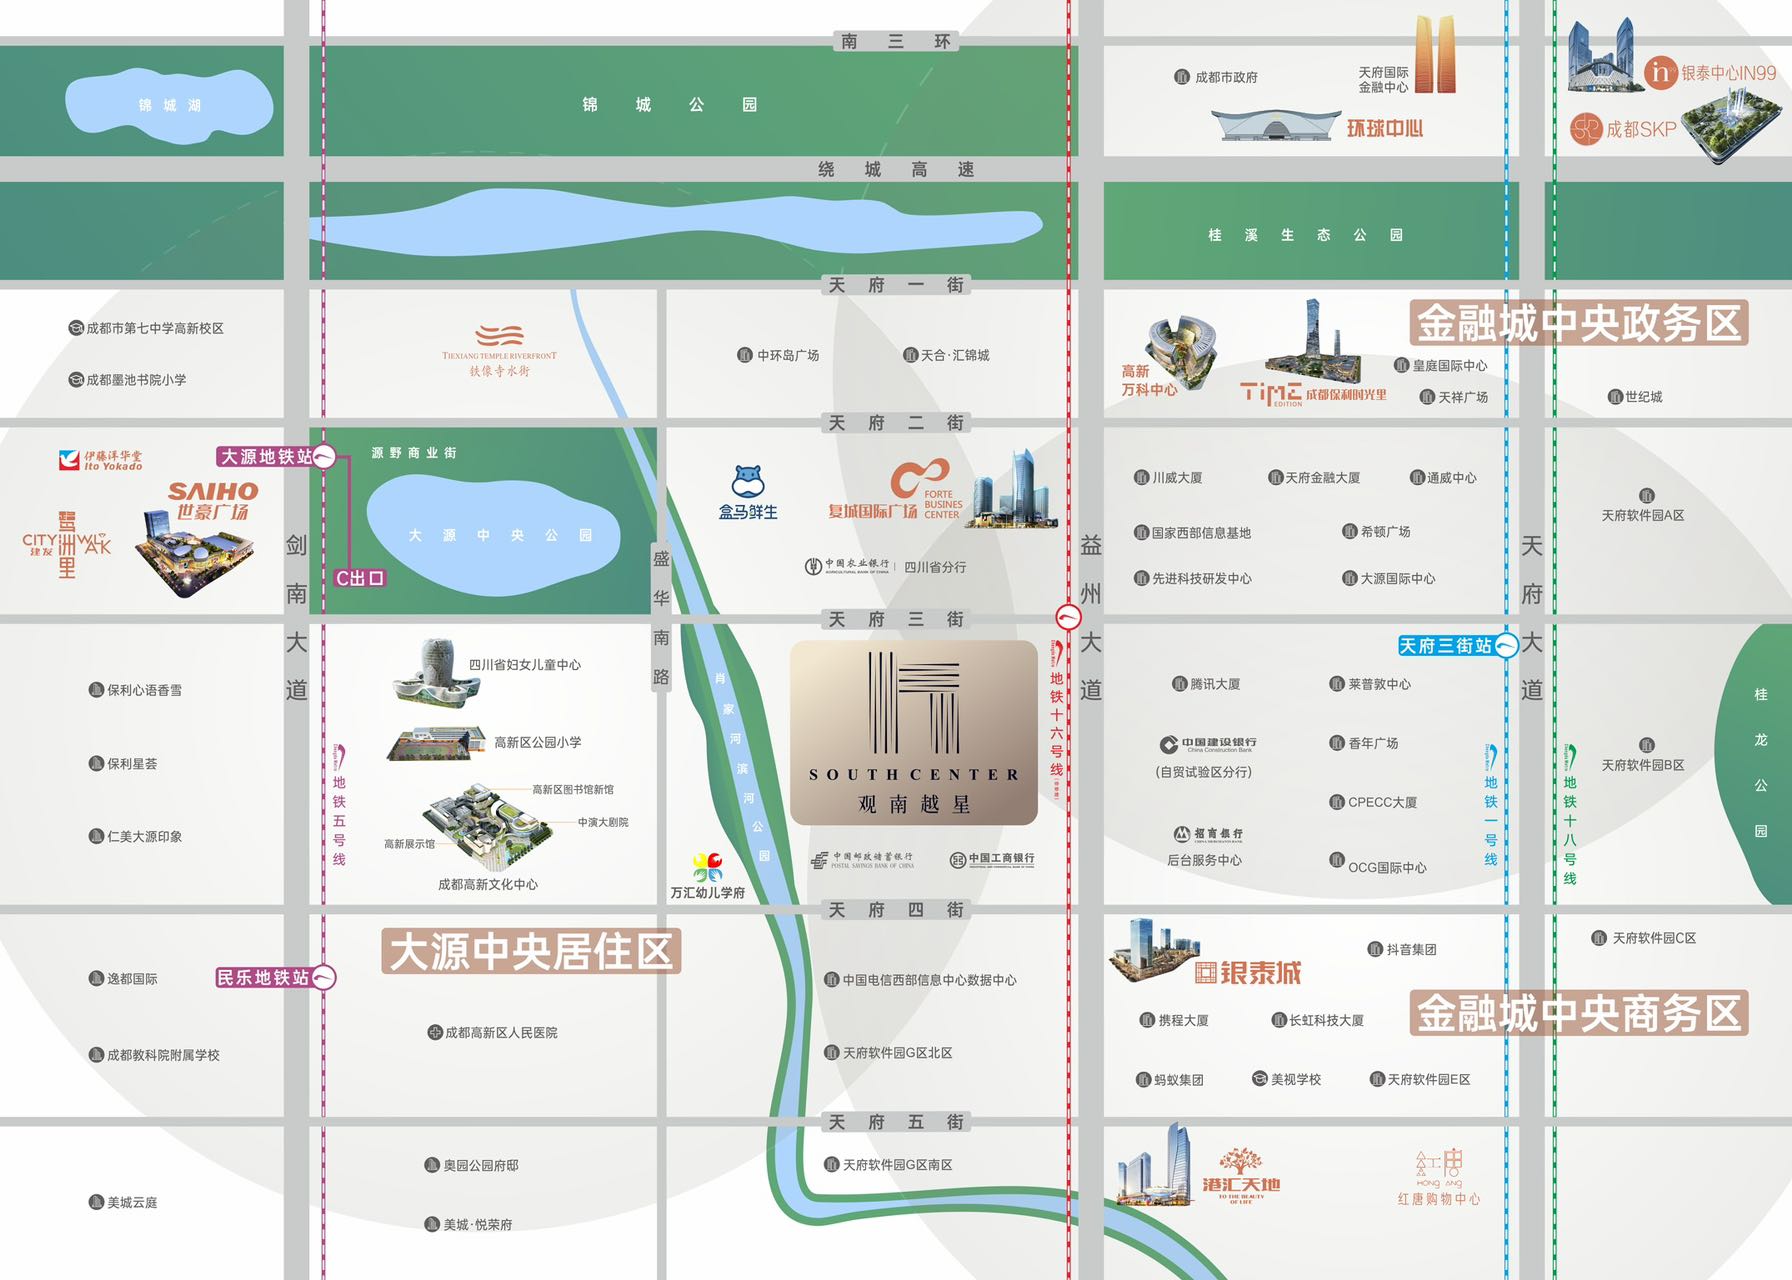 南三环
锦城湖
锦城公园
成都市政府
天府国际
金融中心
环球中心
in99
银泰中心IN99
SKP
成都SKP
绕城高速
桂溪生态公园
天府一街
成都市第七中学高新校区
成都墨池书院小学
TIEXIANG TEMPLE RIVERFRONT
铁像寺水街
中环岛广场
天合·汇锦城
高新
万科中心
TIME
EDITION
成都保利时光里
金融城中央政务区
皇庭国际中心
天祥广场
世纪城
天府二街
伊藤洋华堂
Ito Yokado
大源地铁站
源野商业街
SAIHO
世豪广场
CITY WALK
建发
鹭洲里
大源中央公园
C出口
盒马鲜生
复城国际广场
FORTE
BUSINES
CENTER
中国农业银行
AGRICULTURAL BANK OF CHINA
四川省分行
川威大厦
天府金融大厦
通威中心
国家西部信息基地
希顿广场
先进科技研发中心
大源国际中心
天府软件园A区
剑南大道
盛华南路
益州大道
天府大道
天府三街
天府三街站
保利心语香雪
保利星荟
仁美大源印象
地铁五号线
四川省妇女儿童中心
高新区公园小学
高新区图书馆新馆
中演大剧院
高新展示馆
成都高新文化中心
肖家河滨河公园
万汇幼儿学府
SOUTH CENTER
观南越星
中国邮政储蓄银行
POSTAL SAVINGS BANK OF CHINA
中国工商银行
INDUSTRIAL AND COMMERCIAL BANK OF CHINA
地铁十六号线
腾讯大厦
莱普敦中心
中国建设银行
China Construction Bank
(自贸试验区分行)
香年广场
CPECC大厦
招商银行
CHINA MERCHANTS BANK
后台服务中心
OCG国际中心
地铁一号线
地铁十八号线
天府软件园B区
桂龙公园
天府四街
大源中央居住区
逸都国际
民乐地铁站
成都高新区人民医院
成都教科院附属学校
中国电信西部信息中心数据中心
天府软件园G区北区
银泰城
抖音集团
天府软件园C区
金融城中央商务区
携程大厦
长虹科技大厦
蚂蚁集团
美视学校
天府软件园E区
天府五街
奥园公园府邸
美城云庭
美城·悦荣府
天府软件园G区南区
港汇天地
TO THE BEAUTY
OF LIFE
红唐
HONG TANG
红唐购物中心